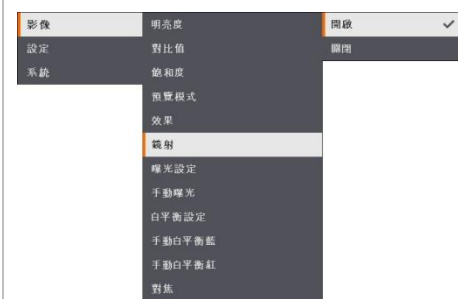 影像
設定
系統
明亮度
對比值
飽和度
預覽模式
效果
鏡射
曝光設定
手動曝光
白平衡設定
手動白平衡藍
手動白平衡紅
對焦
開啟
關閉